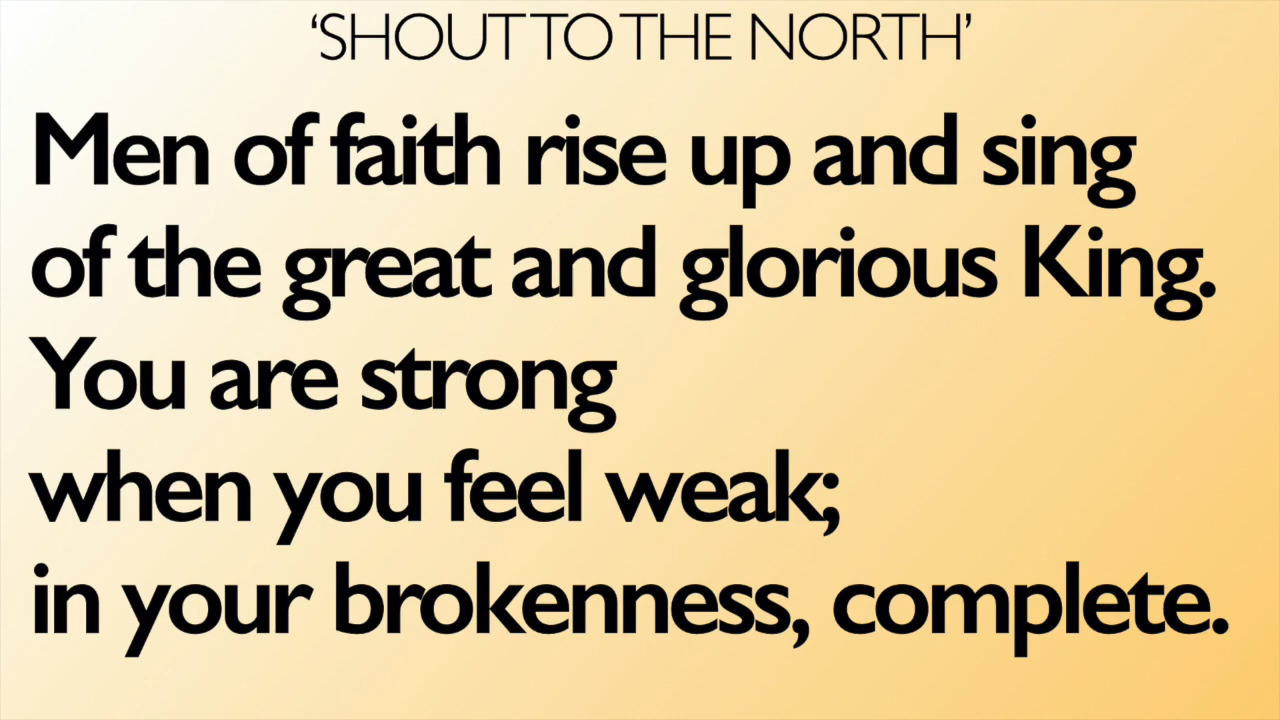 ‘SHOUT TO THE NORTH’
Men of faith rise up and sing
of the great and glorious King.
You are strong
when you feel weak;
in your brokenness, complete.